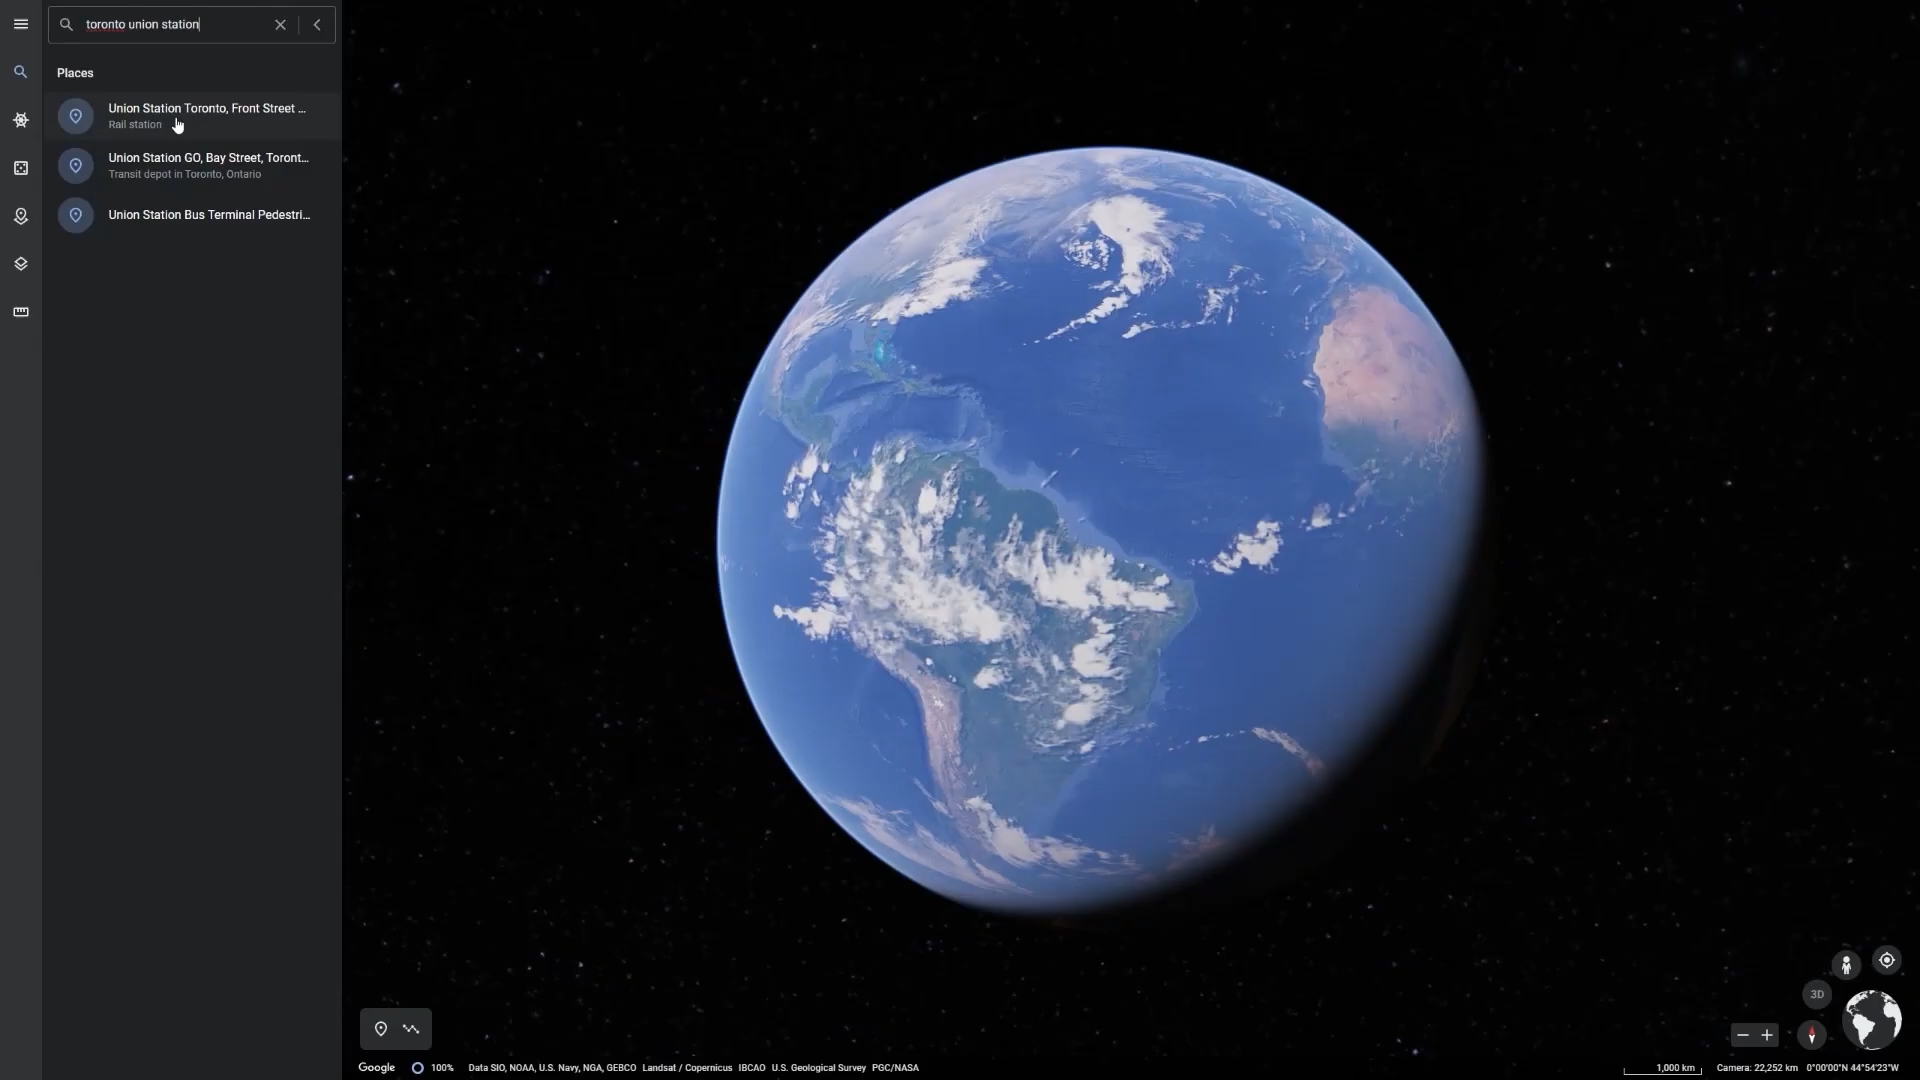 toronto union station
Places
Union Station Toronto, Front Street ...
Rail station
Union Station GO, Bay Street, Toront...
Transit depot in Toronto, Ontario
Union Station Bus Terminal Pedestri...
3D
Google 100% Data SIO, NOAA, U.S. Navy, NGA, GEBCO Landsat / Copernicus IBCAO U.S. Geological Survey PGC/NASA 1,000 km Camera: 22,252 km 0°00'00"N 44°54'23"W